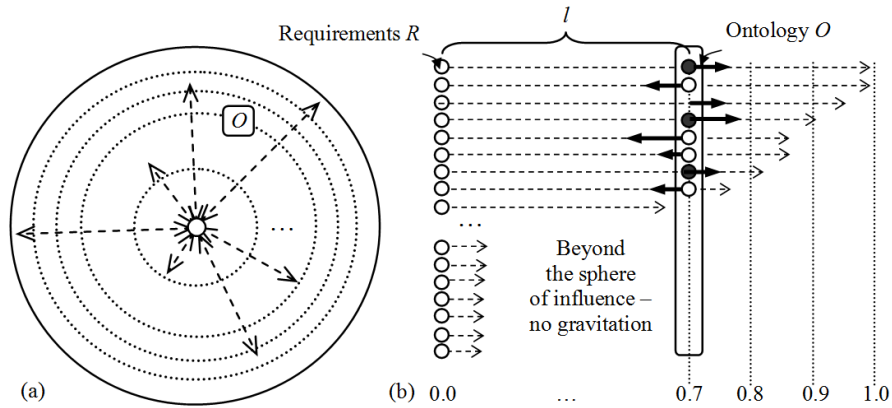 Requirements R
l
Ontology O
O
...
...
Beyond
the sphere
of influence –
no gravitation
(a)
(b)
0.0
...
0.7
0.8
0.9
1.0